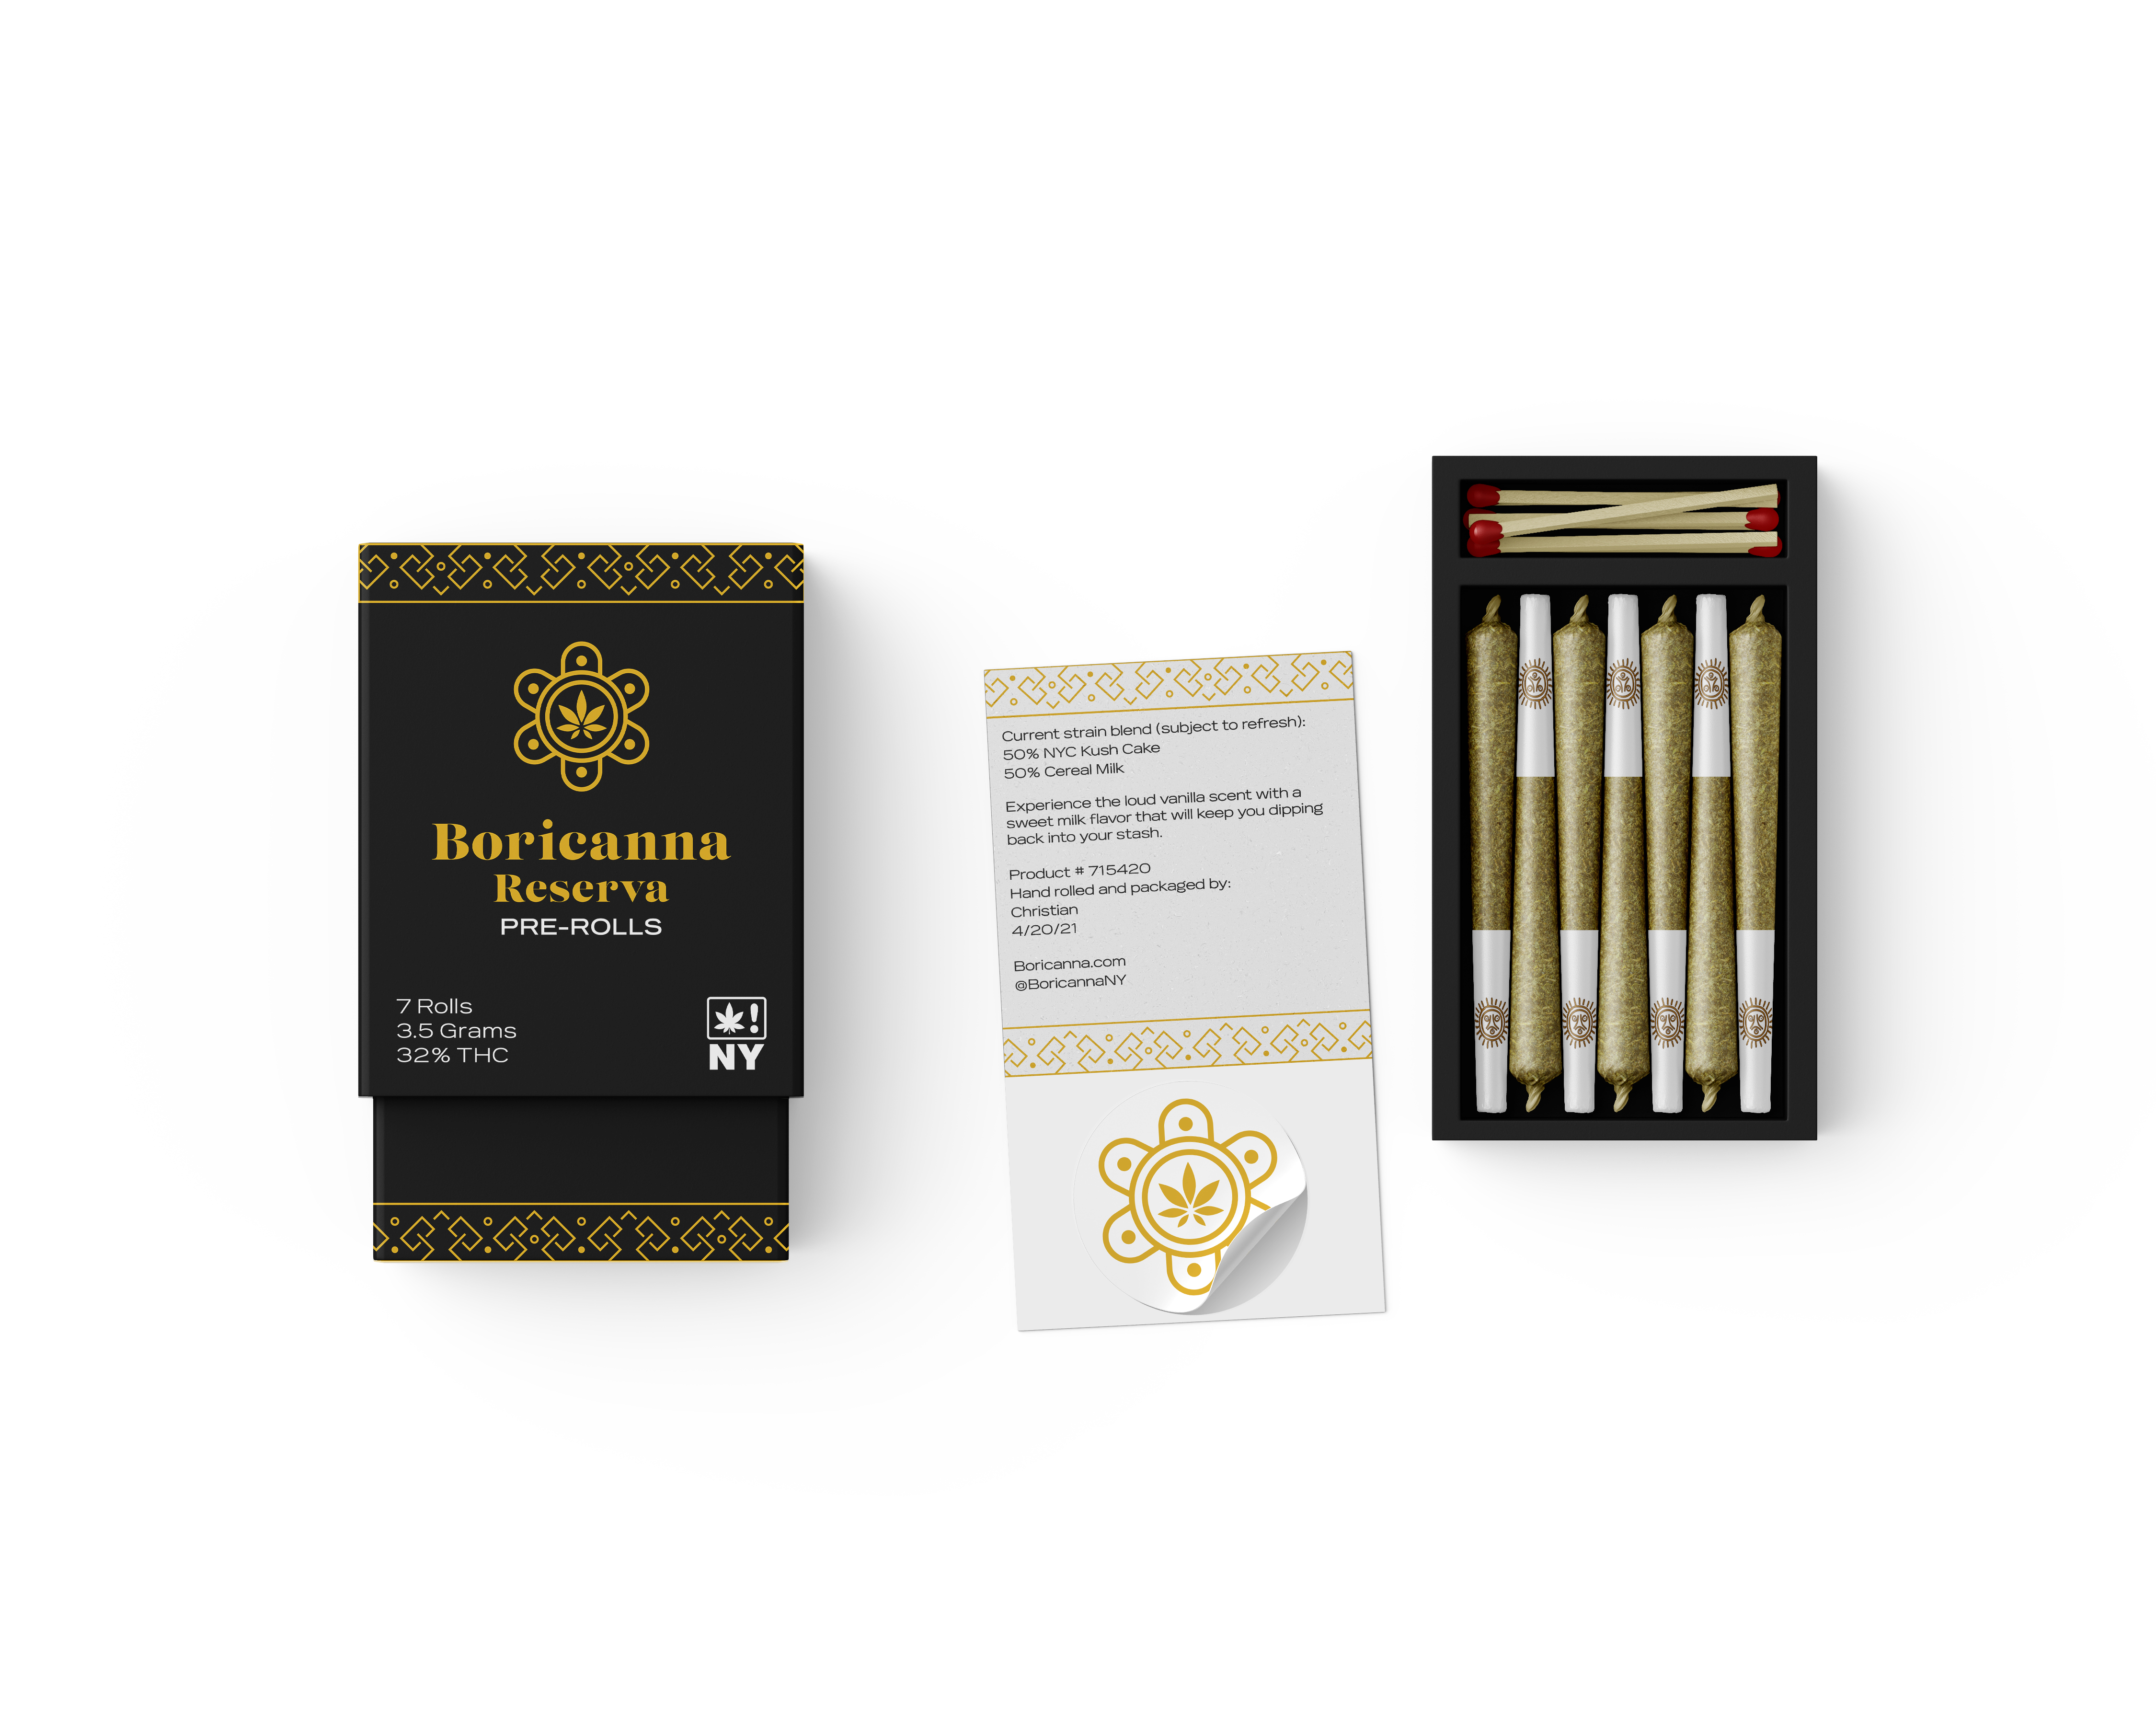 Boricanna
Reserva
PRE-ROLLS
7 Rolls
3.5 Grams
32% THC
!
NY
Current strain blend (subject to refresh):
50% NYC Kush Cake
50% Cereal Milk
Experience the loud vanilla scent with a
sweet milk flavor that will keep you dipping
back into your stash.
Product # 715420
Hand rolled and packaged by:
Christian
4/20/21
Boricanna.com
@BoricannaNY